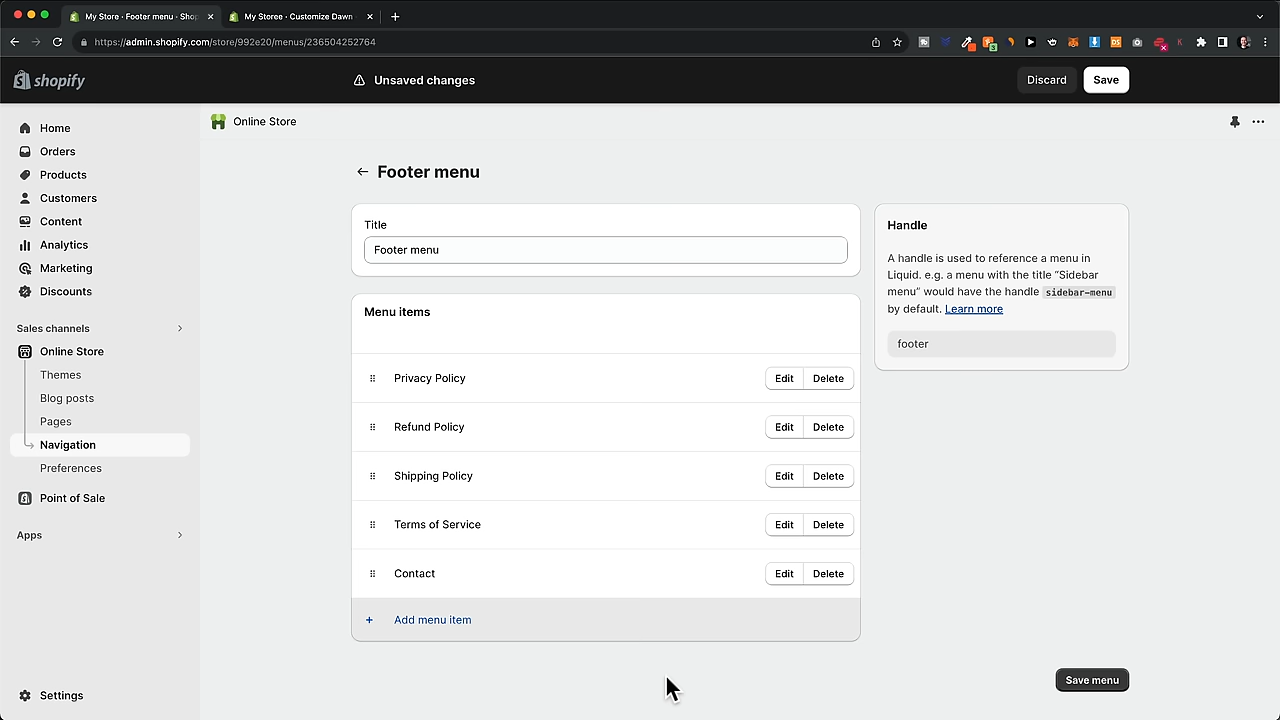 My Store · Footer menu · Shop
My Storee · Customize Dawn
https://admin.shopify.com/store/992e20/menus/236504252764
shopify
Unsaved changes
Discard
Save
Home
Orders
Products
Customers
Content
Analytics
Marketing
Discounts
Sales channels
Online Store
Themes
Blog posts
Pages
Navigation
Preferences
Point of Sale
Apps
Settings
Online Store
Footer menu
Title
Footer menu
Menu items
Privacy Policy Edit Delete
Refund Policy Edit Delete
Shipping Policy Edit Delete
Terms of Service Edit Delete
Contact Edit Delete
+ Add menu item
Handle
A handle is used to reference a menu in
Liquid. e.g. a menu with the title “Sidebar
menu” would have the handle sidebar-menu
by default. Learn more
footer
Save menu